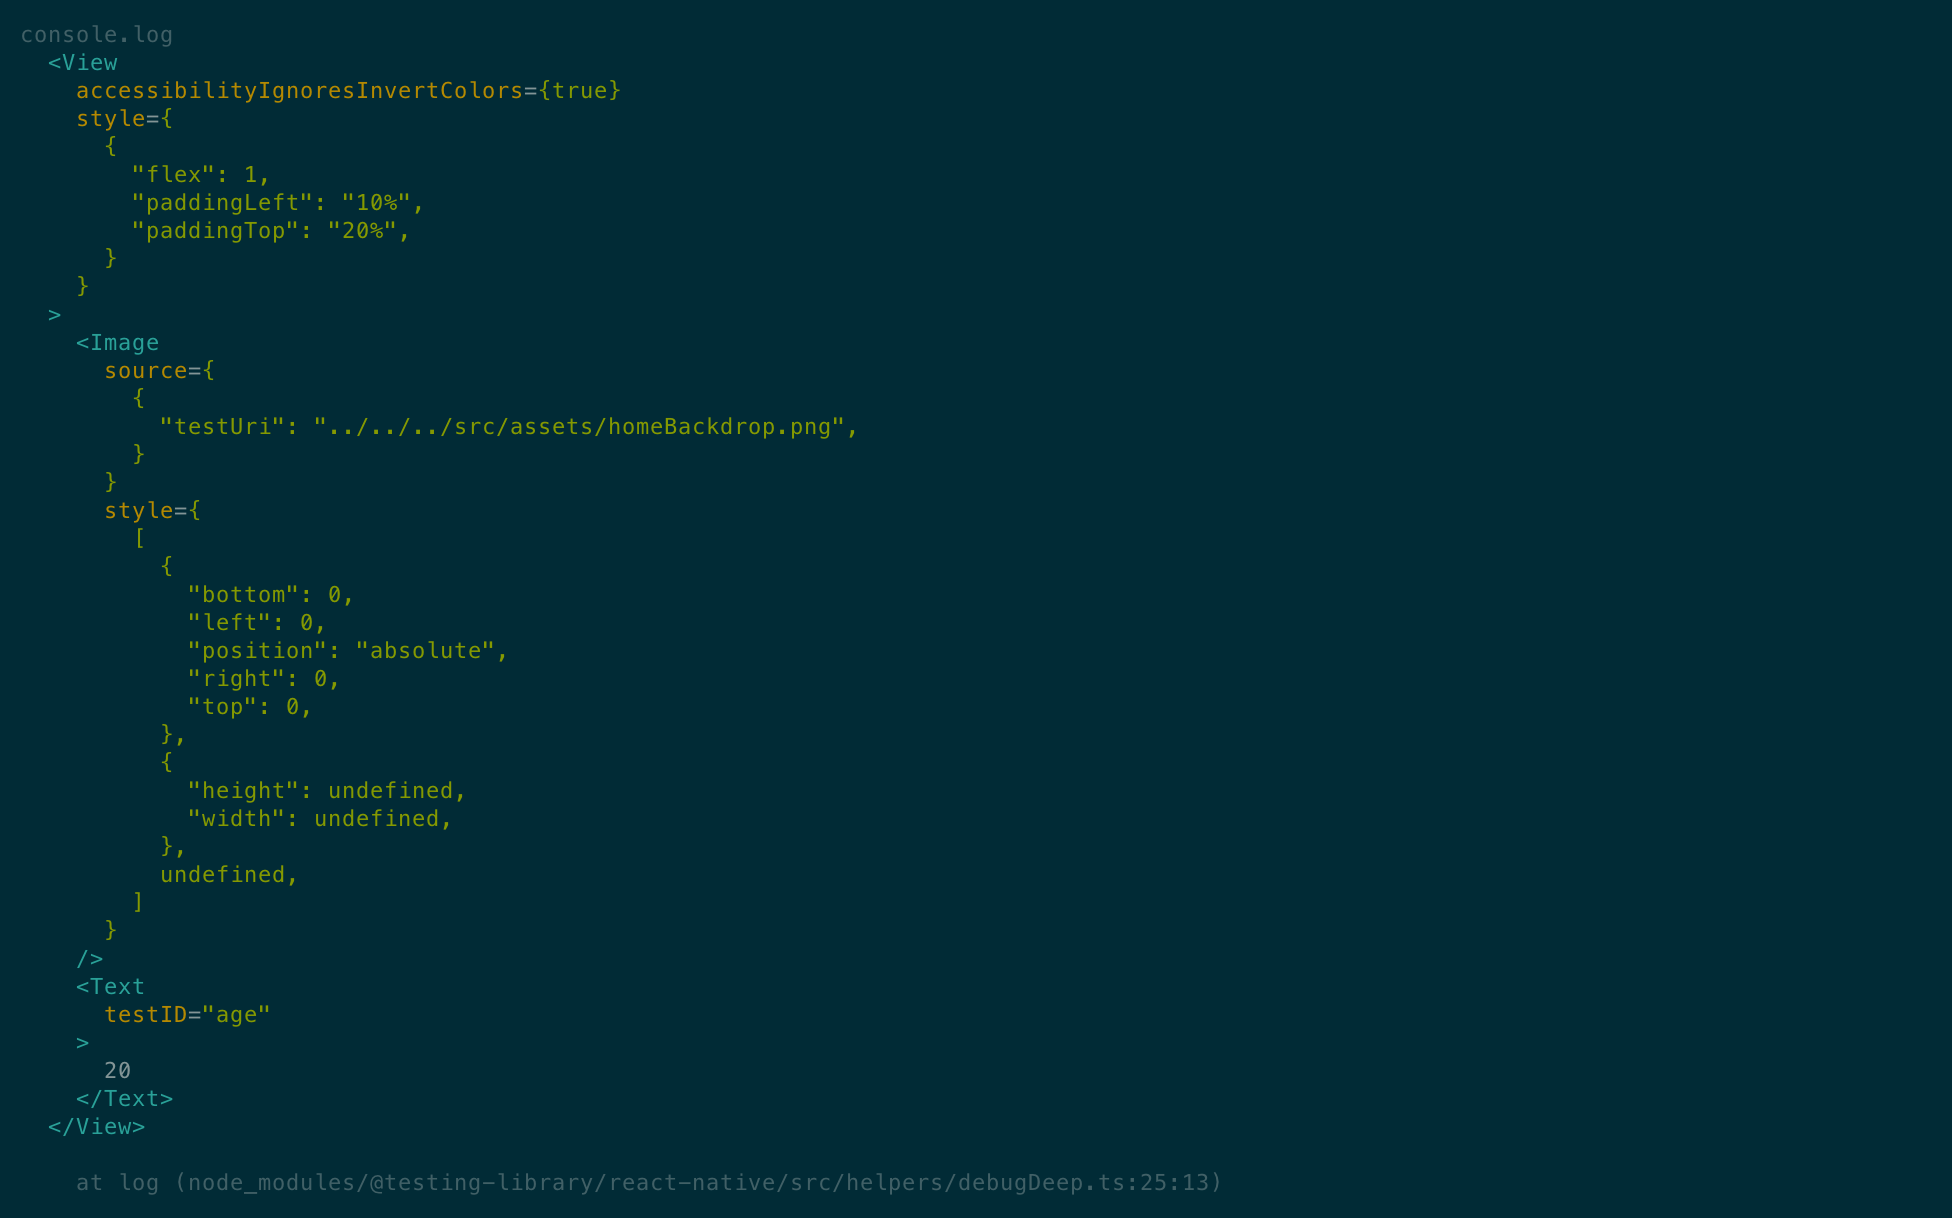 console.log
<View
accessibilityIgnoresInvertColors={true}
style={
{
"flex": 1,
"paddingLeft": "10%",
"paddingTop": "20%",
}
}
>
<Image
source={
{
"testUri": "../../../src/assets/homeBackdrop.png",
}
}
style={
[
{
"bottom": 0,
"left": 0,
"position": "absolute",
"right": 0,
"top": 0,
},
{
"height": undefined,
"width": undefined,
},
undefined,
]
}
/>
<Text
testID="age"
>
20
</Text>
</View>
at log (node_modules/@testing-library/react-native/src/helpers/debugDeep.ts:25:13)